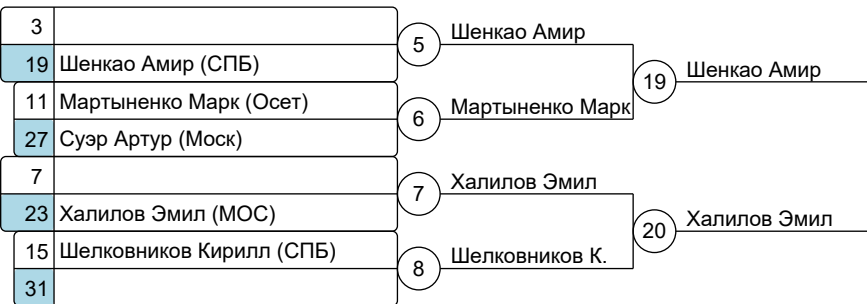 3
19 Шенкао Амир (СПБ)
11 Мартыненко Марк (Осет)
27 Суэр Артур (Моск)
7
23 Халилов Эмил (МОС)
15 Шелковников Кирилл (СПБ)
31
5 Шенкао Амир
6 Мартыненко Марк
7 Халилов Эмил
8 Шелковников К.
19 Шенкао Амир
20 Халилов Эмил